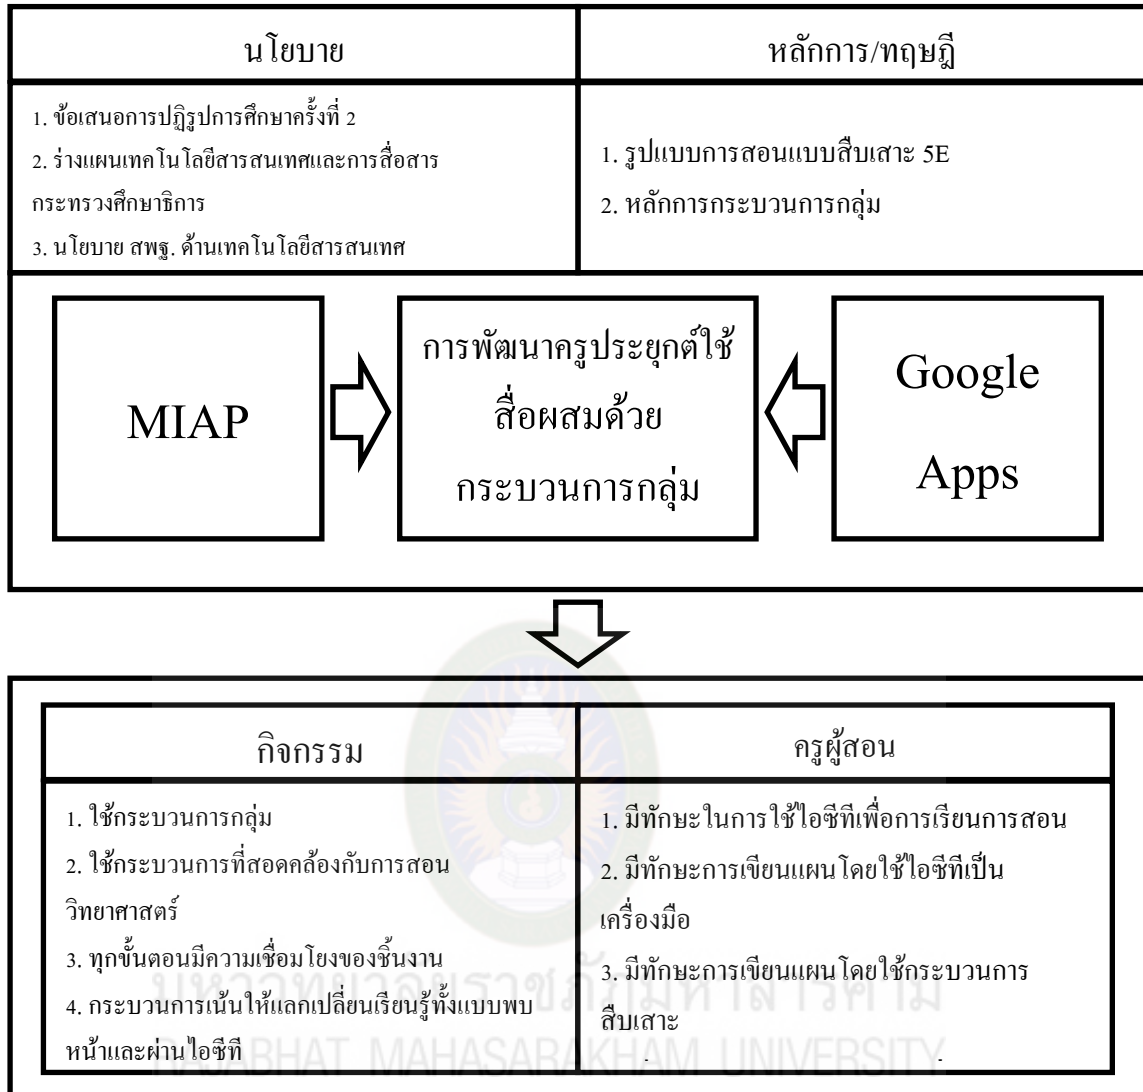 นโยบาย
หลักการ/ทฤษฎี
1. ข้อเสนอการปฏิรูปการศึกษาครั้งที่ 2
2. ร่างแผนเทคโนโลยีสารสนเทศและการสื่อสาร
กระทรวงศึกษาธิการ
3. นโยบาย สพฐ. ด้านเทคโนโลยีสารสนเทศ
1. รูปแบบการสอนแบบสืบเสาะ 5E
2. หลักการกระบวนการกลุ่ม
MIAP
การพัฒนาครูประยุกต์ใช้
สื่อผสมด้วย
กระบวนการกลุ่ม
Google
Apps
กิจกรรม
ครูผู้สอน
1. ใช้กระบวนการกลุ่ม
2. ใช้กระบวนการที่สอดคล้องกับการสอน
วิทยาศาสตร์
3. ทุกขั้นตอนมีความเชื่อมโยงของชิ้นงาน
4. กระบวนการเน้นให้แลกเปลี่ยนเรียนรู้ทั้งแบบพบ
หน้าและผ่านไอซีที
1. มีทักษะในการใช้ไอซีทีเพื่อการเรียนการสอน
2. มีทักษะการเขียนแผนโดยใช้ไอซีทีเป็น
เครื่องมือ
3. มีทักษะการเขียนแผนโดยใช้กระบวนการ
สืบเสาะ
มหาวิทยาลัยราชภัฏมหาสารคาม
RAJABHAT MAHASARAKHAM UNIVERSITY